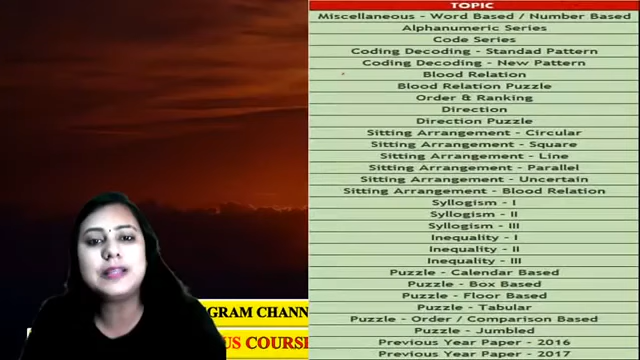 TOPIC
Miscellaneous - Word Based / Number Based
Alphanumeric Series
Code Series
Coding Decoding - Standad Pattern
Coding Decoding - New Pattern
Blood Relation
Blood Relation Puzzle
Order & Ranking
Direction
Direction Puzzle
Sitting Arrangement - Circular
Sitting Arrangement - Square
Sitting Arrangement - Line
Sitting Arrangement - Parallel
Sitting Arrangement - Uncertain
Sitting Arrangement - Blood Relation
Syllogism - I
Syllogism - II
Syllogism - III
Inequality - I
Inequality - II
Inequality - III
Puzzle - Calendar Based
Puzzle - Box Based
Puzzle - Floor Based
Puzzle - Tabular
Puzzle - Order / Comparison Based
Puzzle - Jumbled
Previous Year Paper - 2016
Previous Year Paper - 2017
GRAM CHANN
US COURSE